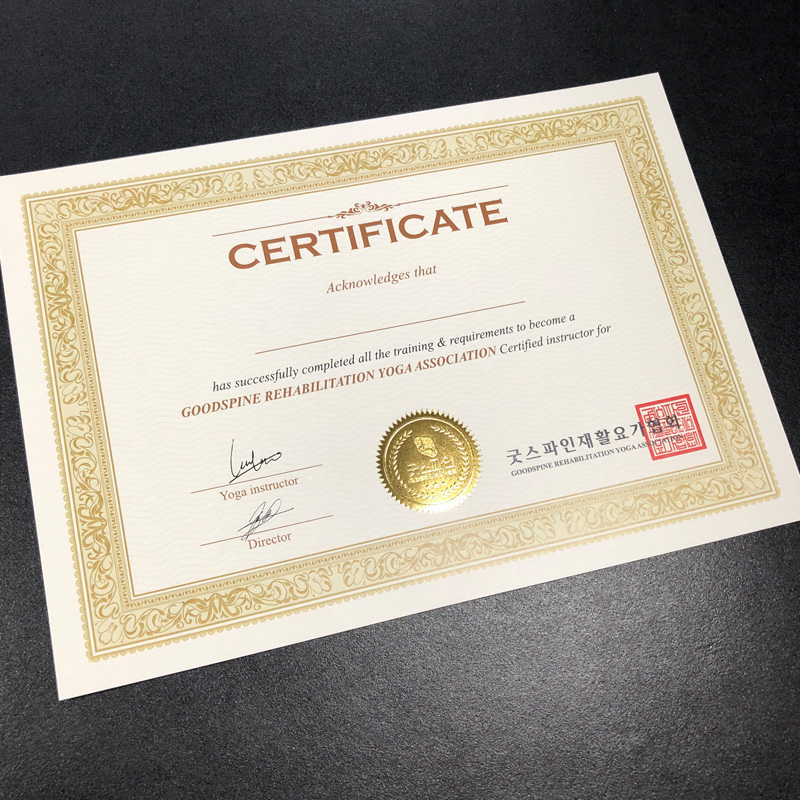 CERTIFICATE
Acknowledges that
has successfully completed all the training & requirements to become a
GOODSPINE REHABILITATION YOGA ASSOCIATION Certified instructor for
Yoga instructor
Director
굿스파인재활요가협회
GOODSPINE REHABILITATION YOGA ASSOCIATION